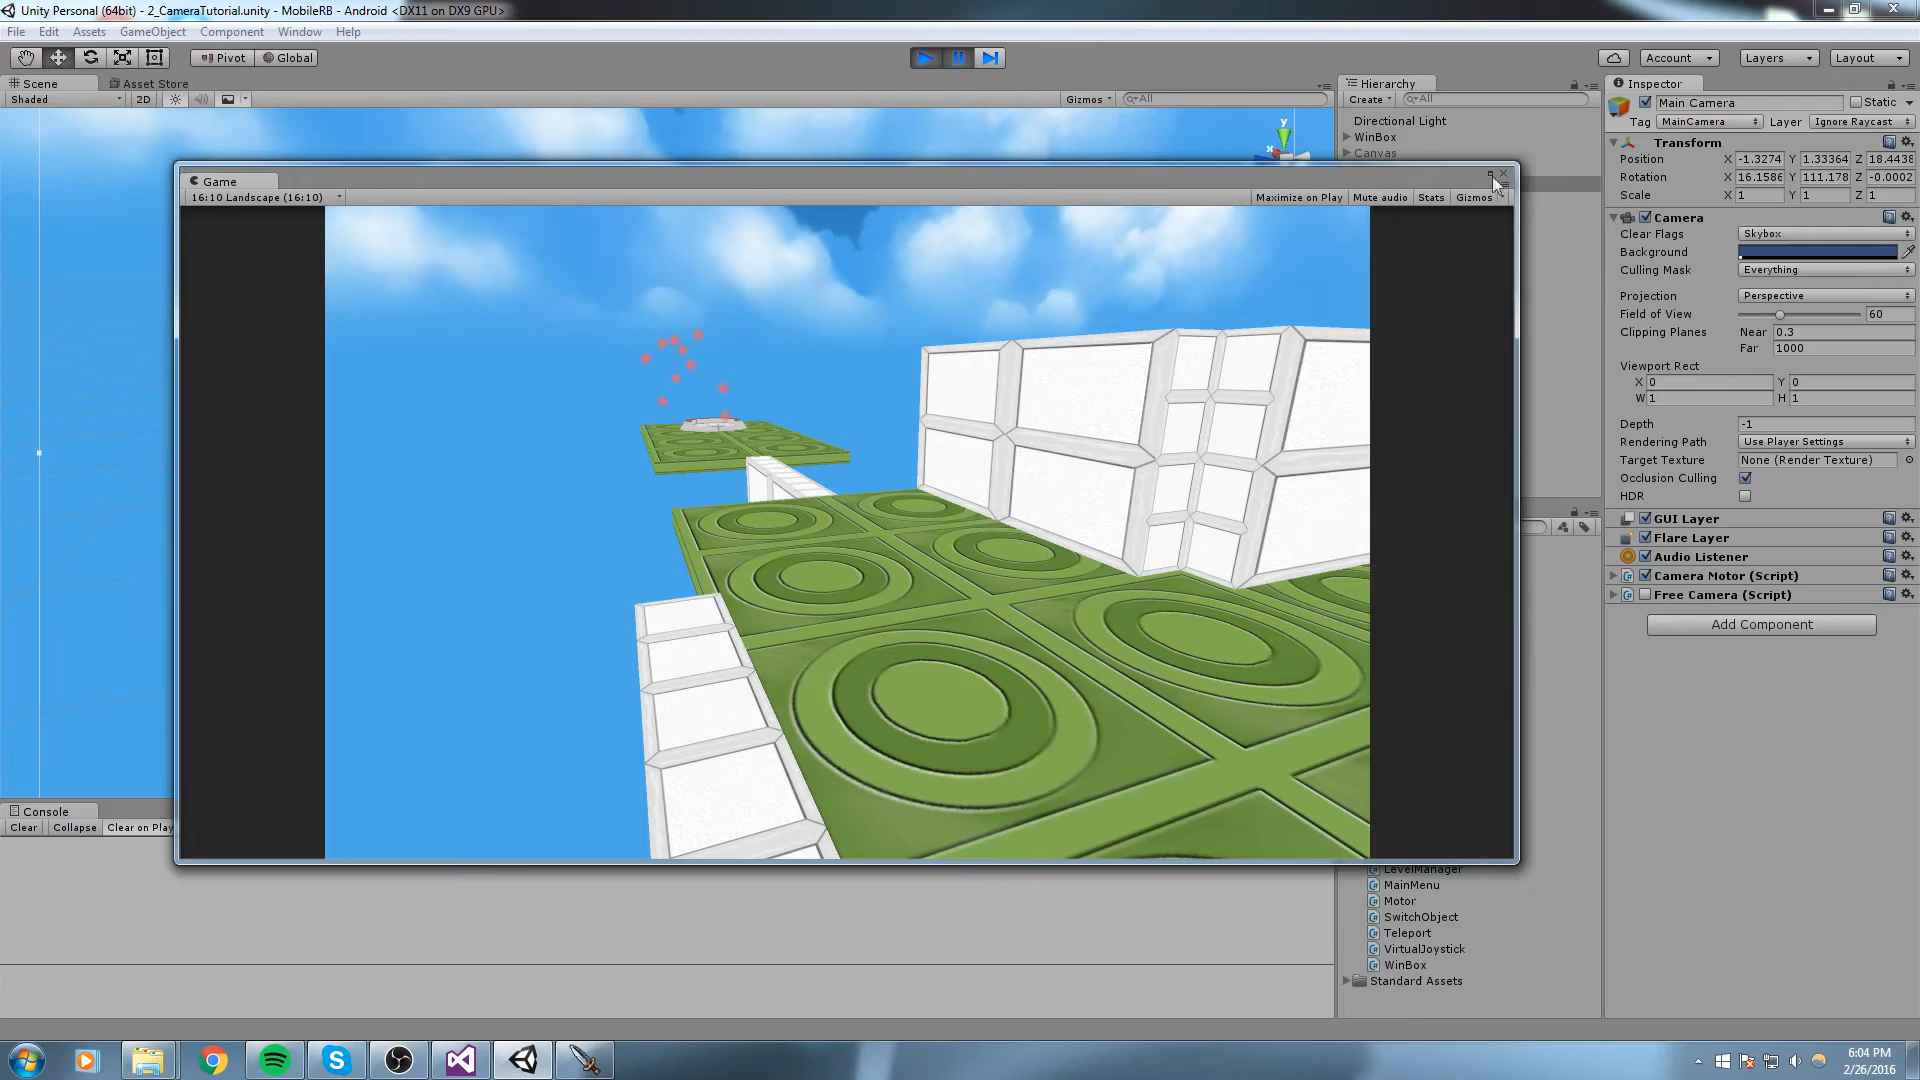 Unity Personal (64bit) - 2_CameraTutorial.unity - MobileRB - Android <DX11 on DX9 GPU>
File Edit Assets GameObject Component Window Help
Pivot Global Account Layers Layout
Scene Asset Store
Shaded 2D Gizmos All
Game
16:10 Landscape (16:10) Maximize on Play Mute audio Stats Gizmos
y
x
Console
Clear Collapse Clear on Play
Hierarchy
Create All
Directional Light
WinBox
Canvas
LevelManager
MainMenu
Motor
SwitchObject
Teleport
VirtualJoystick
WinBox
Standard Assets
Inspector
Main Camera Static
Tag MainCamera Layer Ignore Raycast
Transform
Position X -1.3274 Y 1.33364 Z 18.4438
Rotation X 16.1586 Y 111.178 Z -0.0002
Scale X 1 Y 1 Z 1
Camera
Clear Flags Skybox
Background
Culling Mask Everything
Projection Perspective
Field of View 60
Clipping Planes Near 0.3
Far 1000
Viewport Rect
X 0 Y 0
W 1 H 1
Depth -1
Rendering Path Use Player Settings
Target Texture None (Render Texture)
Occlusion Culling
HDR
GUI Layer
Flare Layer
Audio Listener
Camera Motor (Script)
Free Camera (Script)
Add Component
6:04 PM
2/26/2016